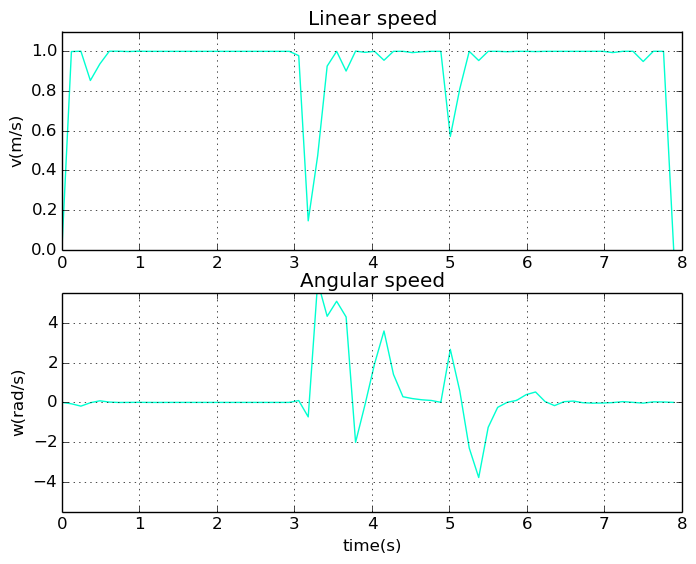 Linear speed
v(m/s)
1.0
0.8
0.6
0.4
0.2
0.0
0 1 2 3 4 5 6 7 8
Angular speed
w(rad/s)
4
2
0
−2
−4
0 1 2 3 4 5 6 7 8
time(s)